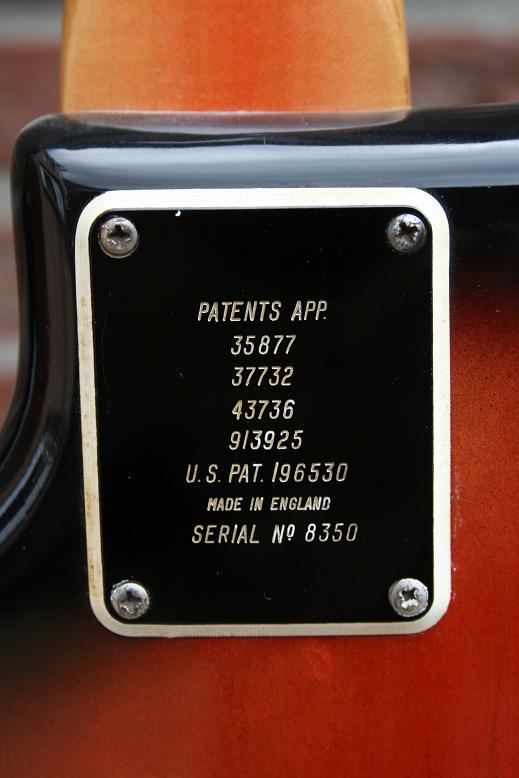 PATENTS APP.
35877
37732
43736
913925
U.S. PAT. 196530
MADE IN ENGLAND
SERIAL Nº 8350